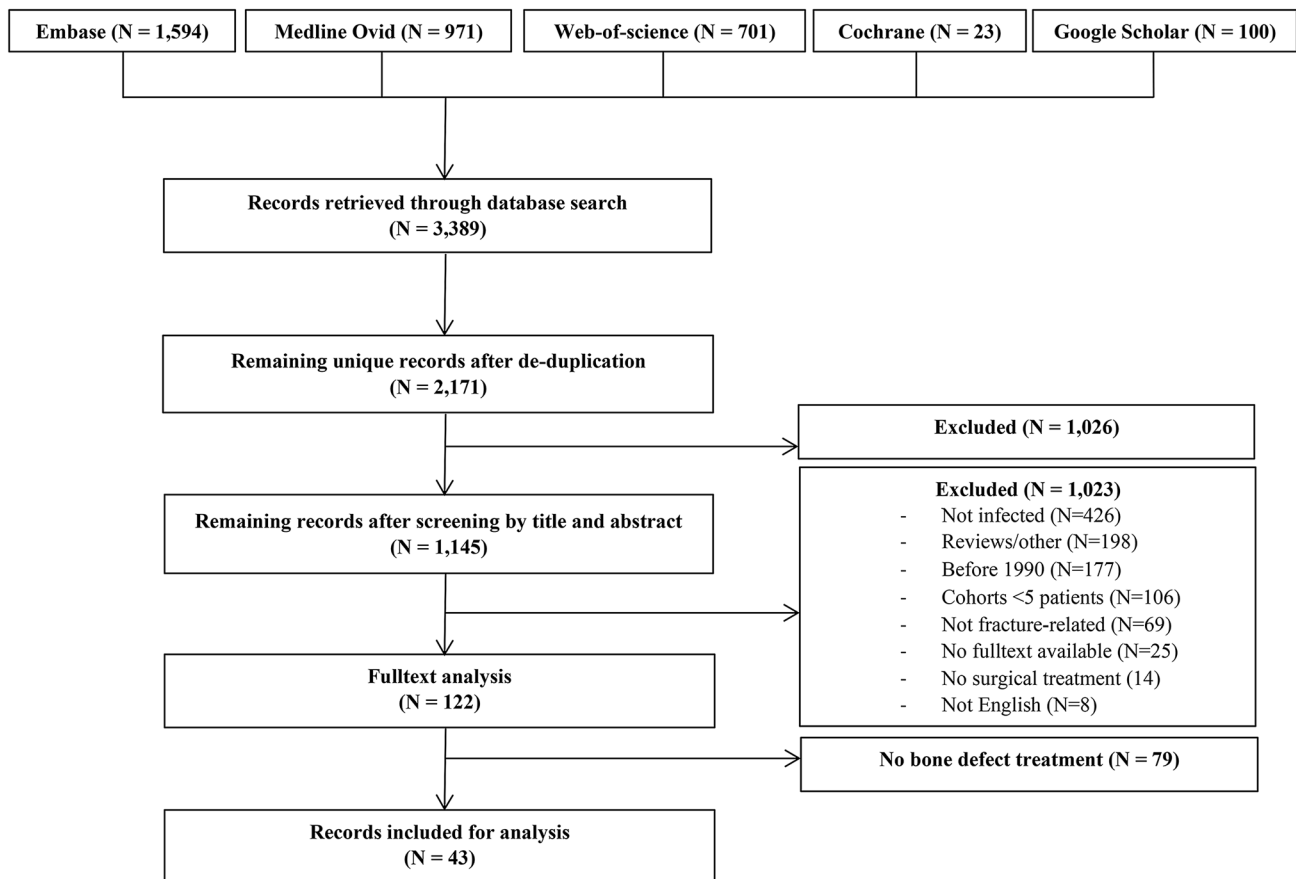 Embase (N = 1,594)
Medline Ovid (N = 971)
Web-of-science (N = 701)
Cochrane (N = 23)
Google Scholar (N = 100)
Records retrieved through database search
(N = 3,389)
Remaining unique records after de-duplication
(N = 2,171)
Excluded (N = 1,026)
Remaining records after screening by title and abstract
(N = 1,145)
Excluded (N = 1,023)
- Not infected (N=426)
- Reviews/other (N=198)
- Before 1990 (N=177)
- Cohorts <5 patients (N=106)
- Not fracture-related (N=69)
- No fulltext available (N=25)
- No surgical treatment (14)
- Not English (N=8)
Fulltext analysis
(N = 122)
No bone defect treatment (N = 79)
Records included for analysis
(N = 43)